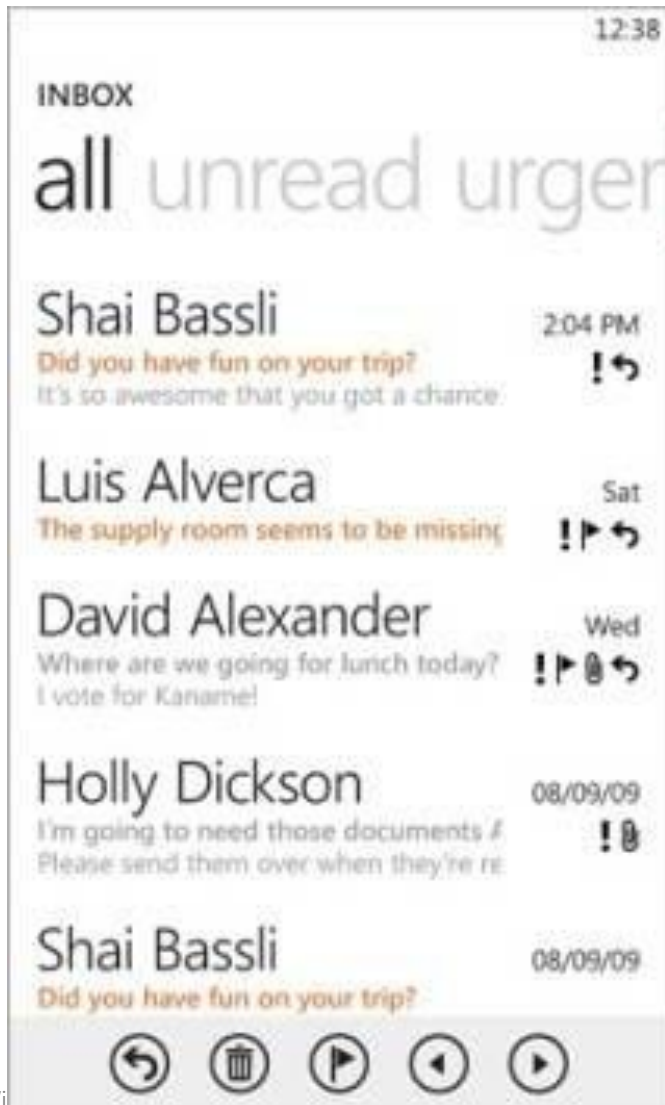 12:38
INBOX
all unread urger
Shai Bassli 2:04 PM
Did you have fun on your trip?
It's so awesome that you got a chance
Luis Alverca Sat
The supply room seems to be missing
David Alexander Wed
Where are we going for lunch today?
I vote for Kaname!
Holly Dickson 08/09/09
I'm going to need those documents A
Please send them over when they're re
Shai Bassli 08/09/09
Did you have fun on your trip?